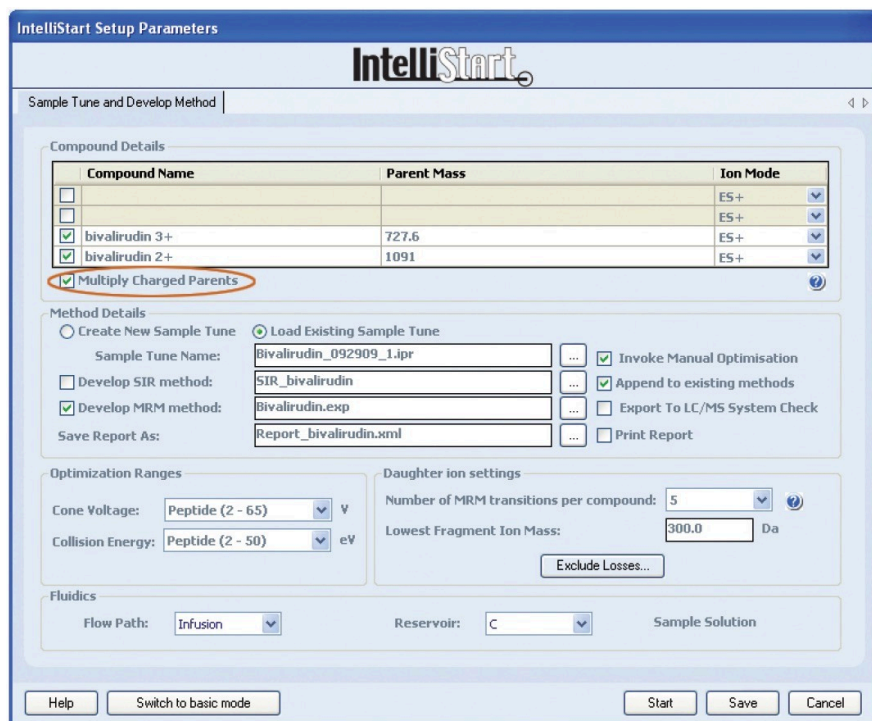 IntelliStart Setup Parameters
IntelliStart
Sample Tune and Develop Method
Compound Details
Compound Name Parent Mass Ion Mode
ES+
ES+
bivalirudin 3+ 727.6 ES+
bivalirudin 2+ 1091 ES+
Multiply Charged Parents ?
Method Details
Create New Sample Tune Load Existing Sample Tune
Sample Tune Name: Bivalirudin_092909_1.ipr ... Invoke Manual Optimisation
Develop SIR method: SIR_bivalirudin ... Append to existing methods
Develop MRM method: Bivalirudin.exp ... Export To LC/MS System Check
Save Report As: Report_bivalirudin.xml ... Print Report
Optimization Ranges
Cone Voltage: Peptide (2 - 65) V
Collision Energy: Peptide (2 - 50) eV
Daughter ion settings
Number of MRM transitions per compound: 5 ?
Lowest Fragment Ion Mass: 300.0 Da
Exclude Losses...
Fluidics
Flow Path: Infusion Reservoir: C Sample Solution
Help Switch to basic mode Start Save Cancel